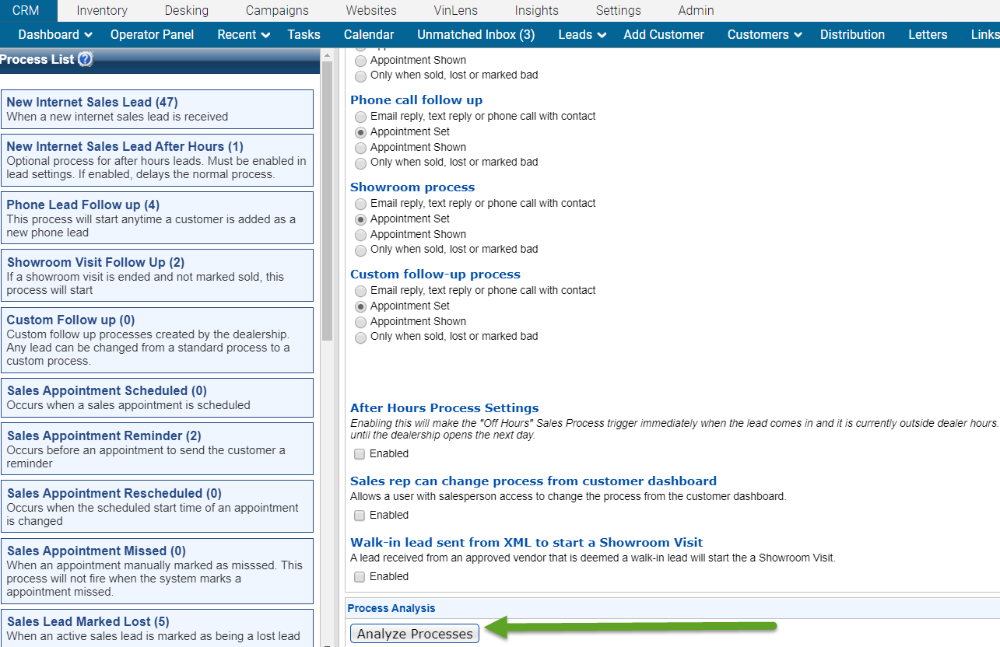 CRM Inventory Desking Campaigns Websites VinLens Insights Settings Admin
Dashboard Operator Panel Recent Tasks Calendar Unmatched Inbox (3) Leads Add Customer Customers Distribution Letters Links
Process List
New Internet Sales Lead (47)
When a new internet sales lead is received
New Internet Sales Lead After Hours (1)
Optional process for after hours leads. Must be enabled in
lead settings. If enabled, delays the normal process.
Phone Lead Follow up (4)
This process will start anytime a customer is added as a
new phone lead
Showroom Visit Follow Up (2)
If a showroom visit is ended and not marked sold, this
process will start
Custom Follow up (0)
Custom follow up processes created by the dealership.
Any lead can be changed from a standard process to a
custom process.
Sales Appointment Scheduled (0)
Occurs when a sales appointment is scheduled
Sales Appointment Reminder (2)
Occurs before an appointment to send the customer a
reminder
Sales Appointment Rescheduled (0)
Occurs when the scheduled start time of an appointment
is changed
Sales Appointment Missed (0)
When an appointment manually marked as misssed. This
process will not fire when the system marks a
appointment missed.
Sales Lead Marked Lost (5)
When an active sales lead is marked as being a lost lead
Appointment Shown
Only when sold, lost or marked bad
Phone call follow up
Email reply, text reply or phone call with contact
Appointment Set
Appointment Shown
Only when sold, lost or marked bad
Showroom process
Email reply, text reply or phone call with contact
Appointment Set
Appointment Shown
Only when sold, lost or marked bad
Custom follow-up process
Email reply, text reply or phone call with contact
Appointment Set
Appointment Shown
Only when sold, lost or marked bad
After Hours Process Settings
Enabling this will make the "Off Hours" Sales Process trigger immediately when the lead comes in and it is currently outside dealer hours.
until the dealership opens the next day.
Enabled
Sales rep can change process from customer dashboard
Allows a user with salesperson access to change the process from the customer dashboard.
Enabled
Walk-in lead sent from XML to start a Showroom Visit
A lead received from an approved vendor that is deemed a walk-in lead will start the a Showroom Visit.
Enabled
Process Analysis
Analyze Processes